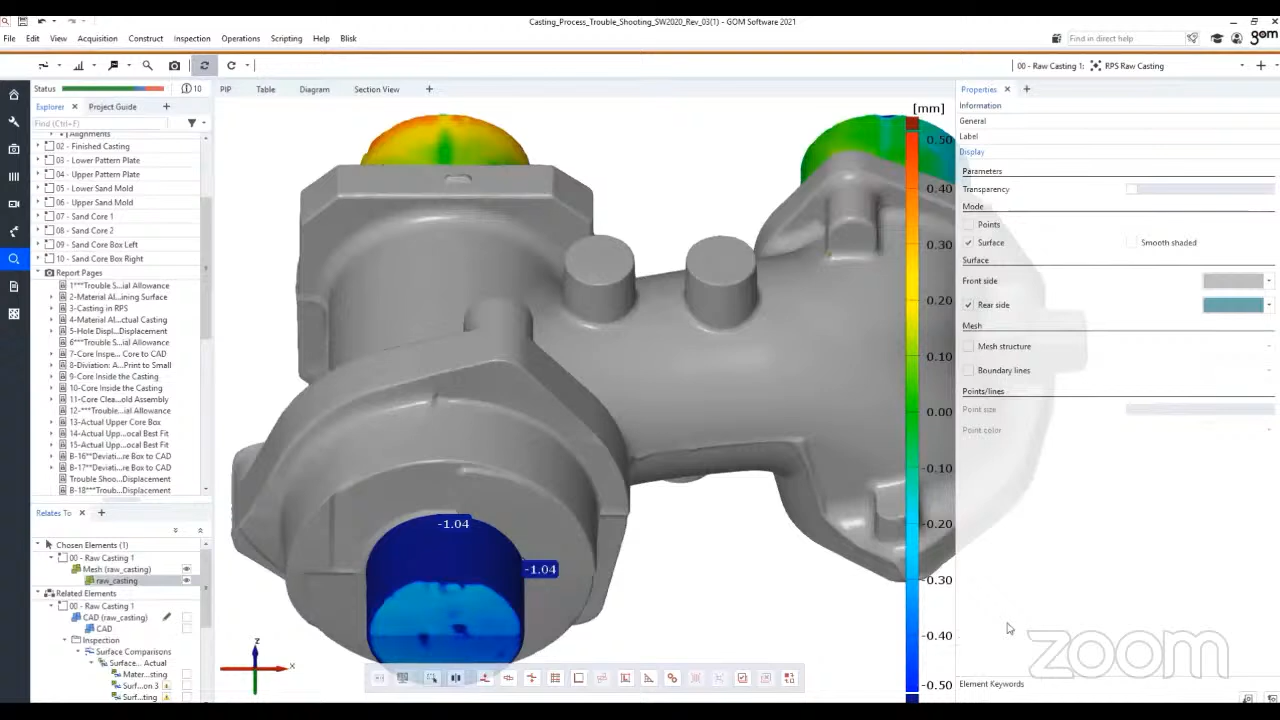 Casting_Process_Trouble_Shooting_SW2020_Rev_03(1) - GOM Software 2021
File Edit View Acquisition Construct Inspection Operations Scripting Help Blisk
Find in direct help
gom
00 - Raw Casting 1: RPS Raw Casting
Status 10
PIP Table Diagram Section View
Explorer Project Guide
Find (Ctrl+F)
Alignments
02 - Finished Casting
03 - Lower Pattern Plate
04 - Upper Pattern Plate
05 - Lower Sand Mold
06 - Upper Sand Mold
07 - Sand Core 1
08 - Sand Core 2
09 - Sand Core Box Left
10 - Sand Core Box Right
Report Pages
1***Trouble S...ial Allowance
2-Material Al...ining Surface
3-Casting in RPS
4-Material Al...ctual Casting
5-Hole Displ...Displacement
6***Trouble S...ial Allowance
7-Core Inspe... Core to CAD
8-Diviation: A...Print to Small
9-Core Inside the Casting
10-Core Inside the Casting
11-Core Clea...old Assembly
12-***Trouble...ial Allowance
13-Actual Upper Core Box
14-Actual Upp...ocal Best Fit
15-Actual Upp...ocal Best Fit
B-16**Deviati...re Box to CAD
B-17**Deviati...re Box to CAD
Trouble Shoo...Displacement
B-18***Troub...Displacement
Relates To
Chosen Elements (1)
00 - Raw Casting 1
Mesh (raw_casting)
raw_casting
Related Elements
00 - Raw Casting 1
CAD (raw_casting)
CAD
Inspection
Surface Comparisons
Surface... Actual
Mater...sting
Surf...on 3
Surf...ting
-1.04
-1.04
z
x
[mm]
0.50
0.40
0.30
0.20
0.10
0.00
-0.10
-0.20
-0.30
-0.40
-0.50
Properties
Information
General
Label
Display
Parameters
Transparency
Mode
Points
Surface Smooth shaded
Surface
Front side
Rear side
Mesh
Mesh structure
Boundary lines
Points/lines
Point size
Point color
zoom
Element Keywords